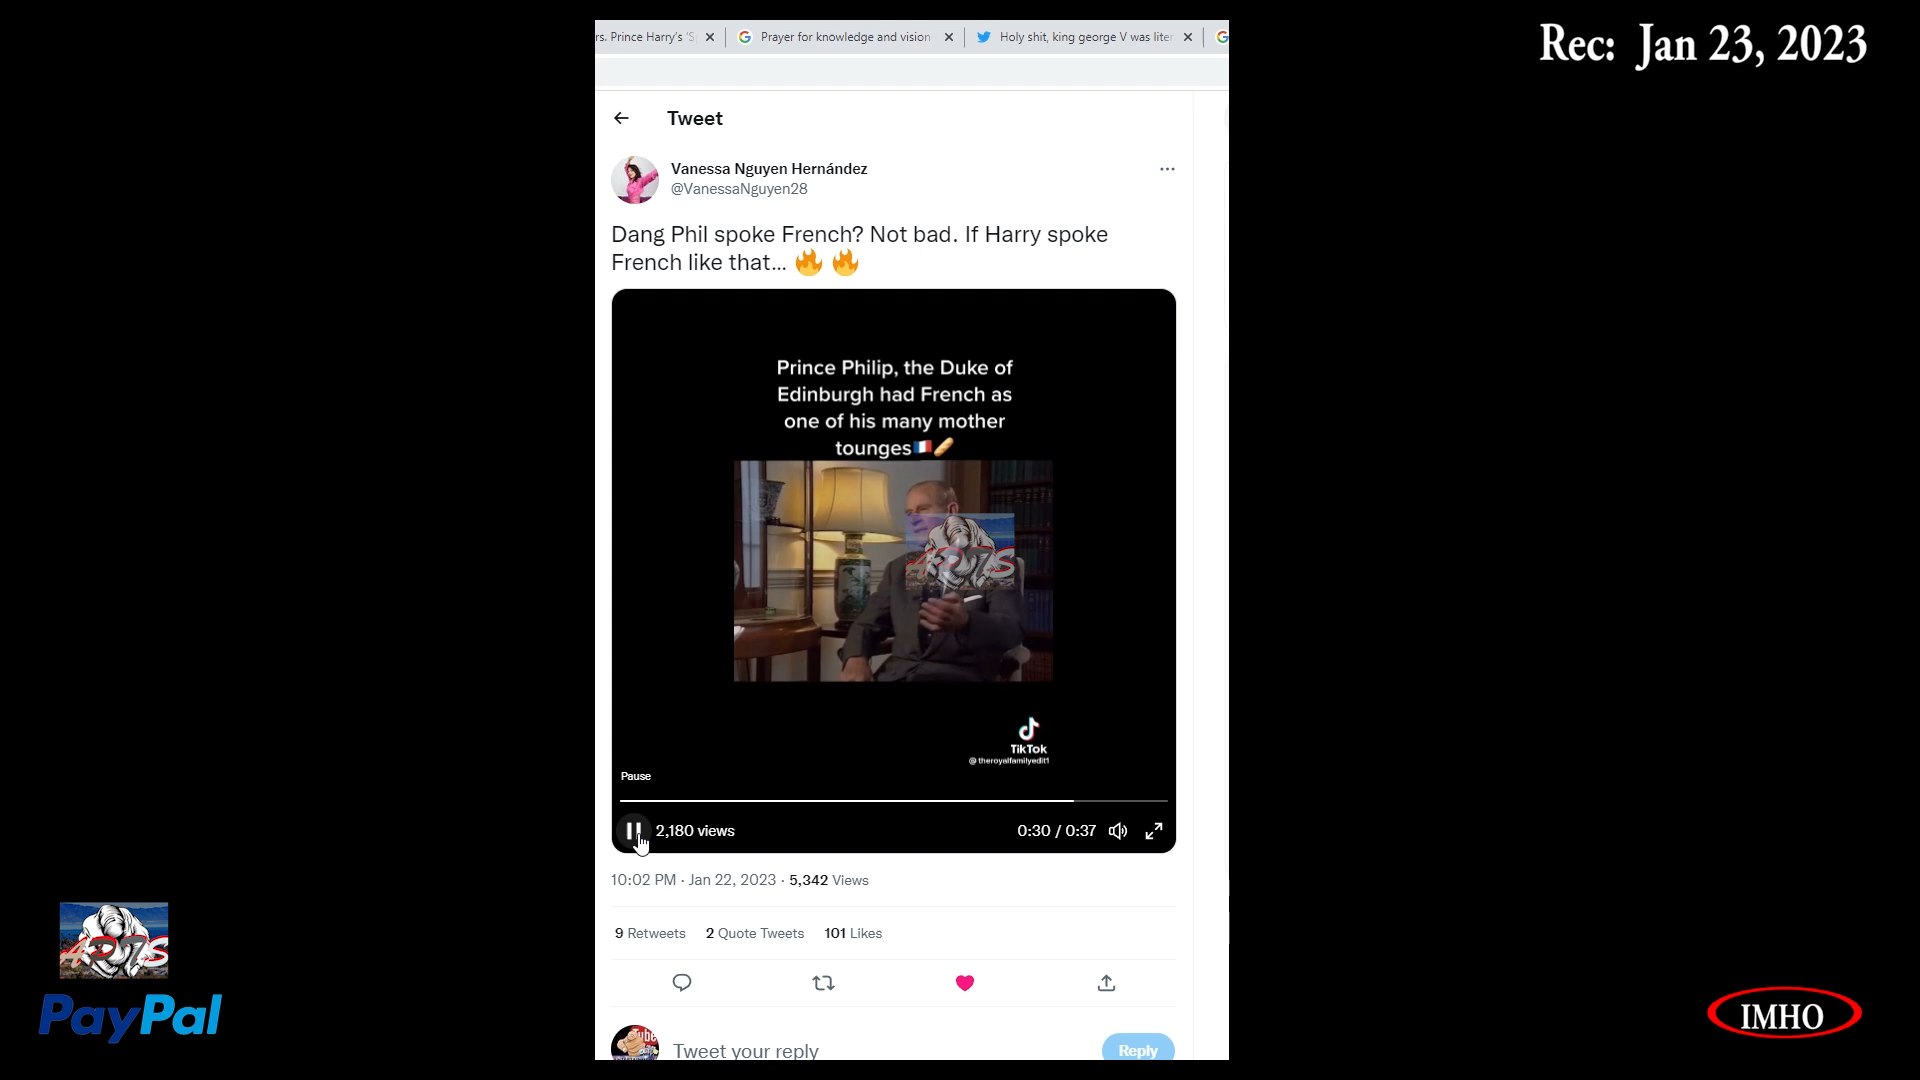 rs. Prince Harry's 'S
Prayer for knowledge and vision
Holy shit, king george V was liter
Rec: Jan 23, 2023
Tweet
Vanessa Nguyen Hernández
@VanessaNguyen28
Dang Phil spoke French? Not bad. If Harry spoke
French like that... 🔥 🔥
Prince Philip, the Duke of
Edinburgh had French as
one of his many mother
tounges🇫🇷🥖
TikTok
@theroyalfamilyedit1
Pause
2,180 views
0:30 / 0:37
10:02 PM · Jan 22, 2023 · 5,342 Views
9 Retweets 2 Quote Tweets 101 Likes
Tweet your reply
Reply
PayPal
IMHO